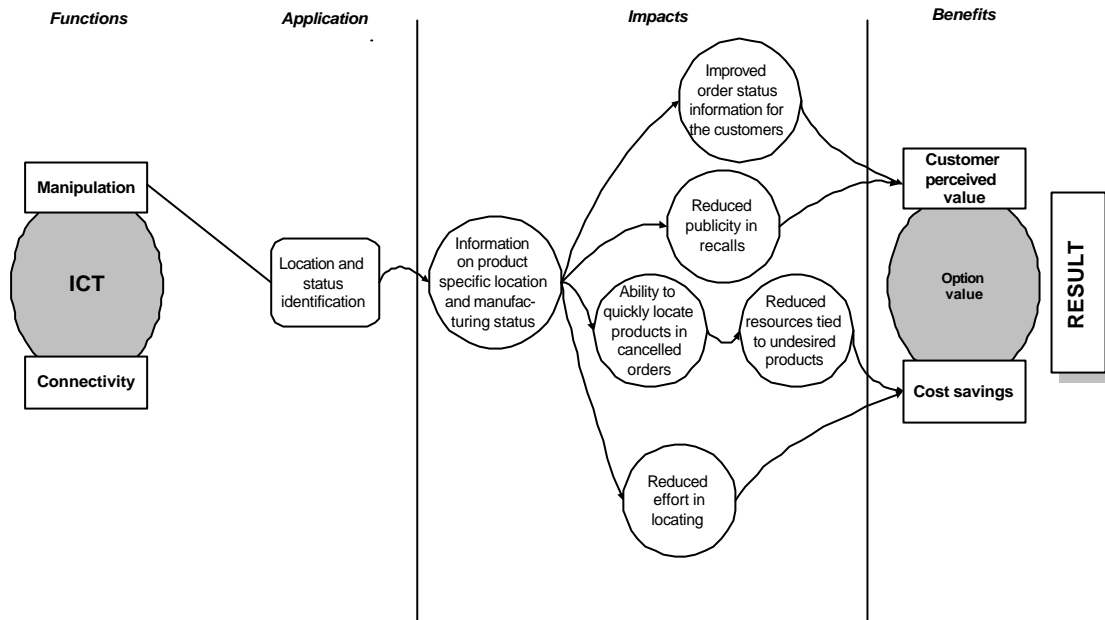 Functions
Application
Impacts
Benefits
Manipulation
ICT
Connectivity
Location and
status
identification
Information
on product
specific location
and manufac-
turing status
Improved
order status
information for
the customers
Reduced
publicity in
recalls
Ability to
quickly locate
products in
cancelled
orders
Reduced
resources tied
to undesired
products
Reduced
effort in
locating
Customer
perceived
value
Option
value
Cost savings
RESULT